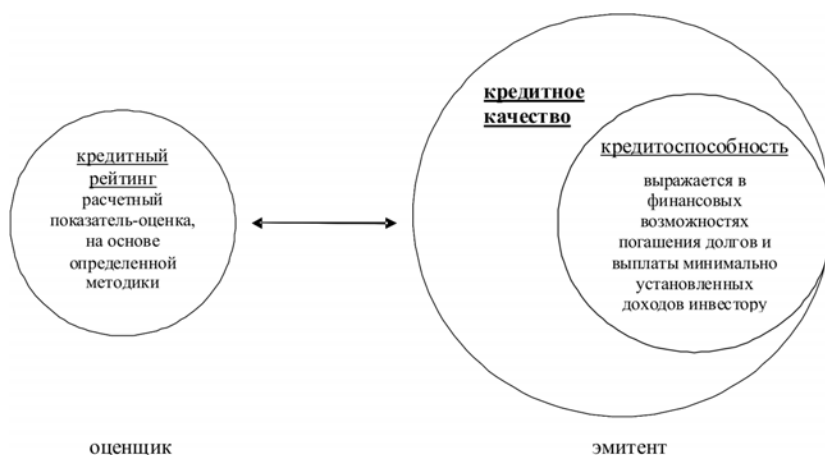 кредитный
рейтинг
расчетный
показатель-оценка,
на основе
определенной
методики
кредитное
качество
кредитоспособность
выражается в
финансовых
возможностях
погашения долгов и
выплаты минимально
установленных
доходов инвестору
оценщик
эмитент